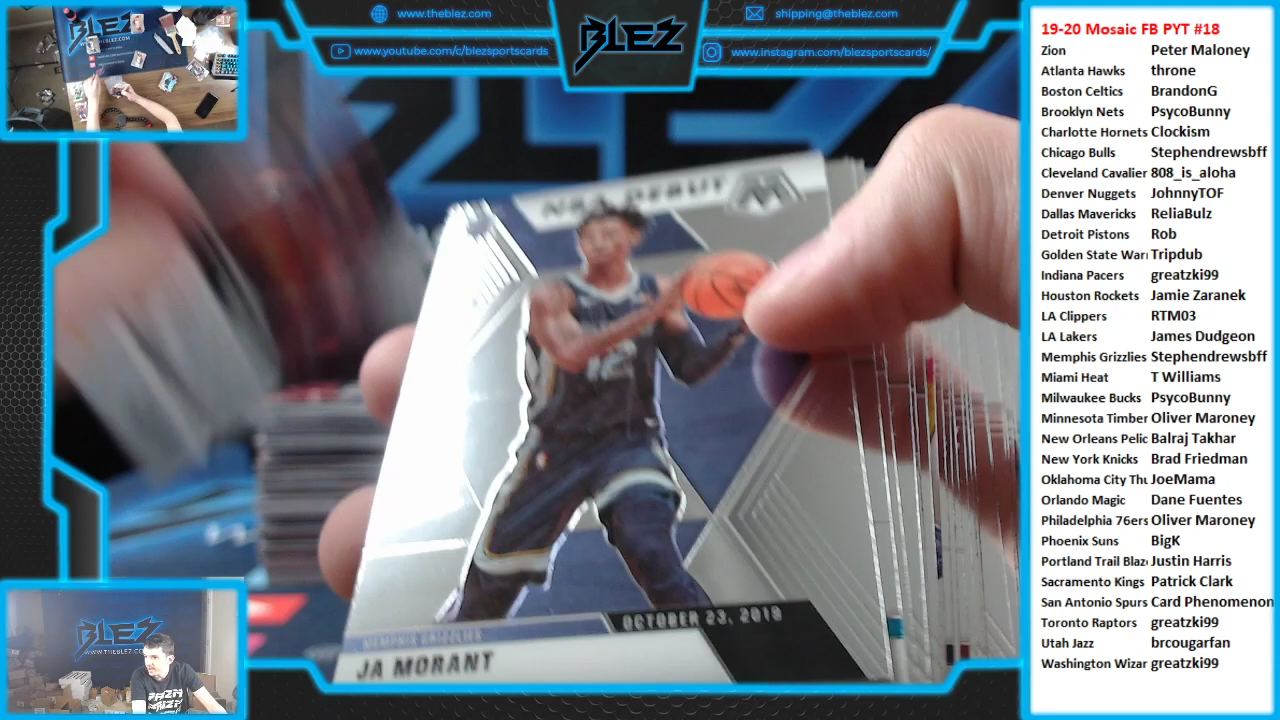 www.theblez.com
www.youtube.com/c/blezsportscards
BLEZ
shipping@theblez.com
www.instagram.com/blezsportscards/
NBA DEBUT
12
OCTOBER 23, 2019
MEMPHIS GRIZZLIES
JA MORANT
BLEZ
WWW.THEBLEZ.COM
19-20 Mosaic FB PYT #18
Zion Peter Maloney
Atlanta Hawks throne
Boston Celtics BrandonG
Brooklyn Nets PsycoBunny
Charlotte Hornets Clockism
Chicago Bulls Stephendrewsbff
Cleveland Cavalier 808_is_aloha
Denver Nuggets JohnnyTOF
Dallas Mavericks ReliaBulz
Detroit Pistons Rob
Golden State War Tripdub
Indiana Pacers greatzki99
Houston Rockets Jamie Zaranek
LA Clippers RTM03
LA Lakers James Dudgeon
Memphis Grizzlies Stephendrewsbff
Miami Heat T Williams
Milwaukee Bucks PsycoBunny
Minnesota Timber Oliver Maroney
New Orleans Pelic Balraj Takhar
New York Knicks Brad Friedman
Oklahoma City Thu JoeMama
Orlando Magic Dane Fuentes
Philadelphia 76ers Oliver Maroney
Phoenix Suns BigK
Portland Trail Blaz Justin Harris
Sacramento Kings Patrick Clark
San Antonio Spurs Card Phenomenon
Toronto Raptors greatzki99
Utah Jazz brcougarfan
Washington Wizar greatzki99